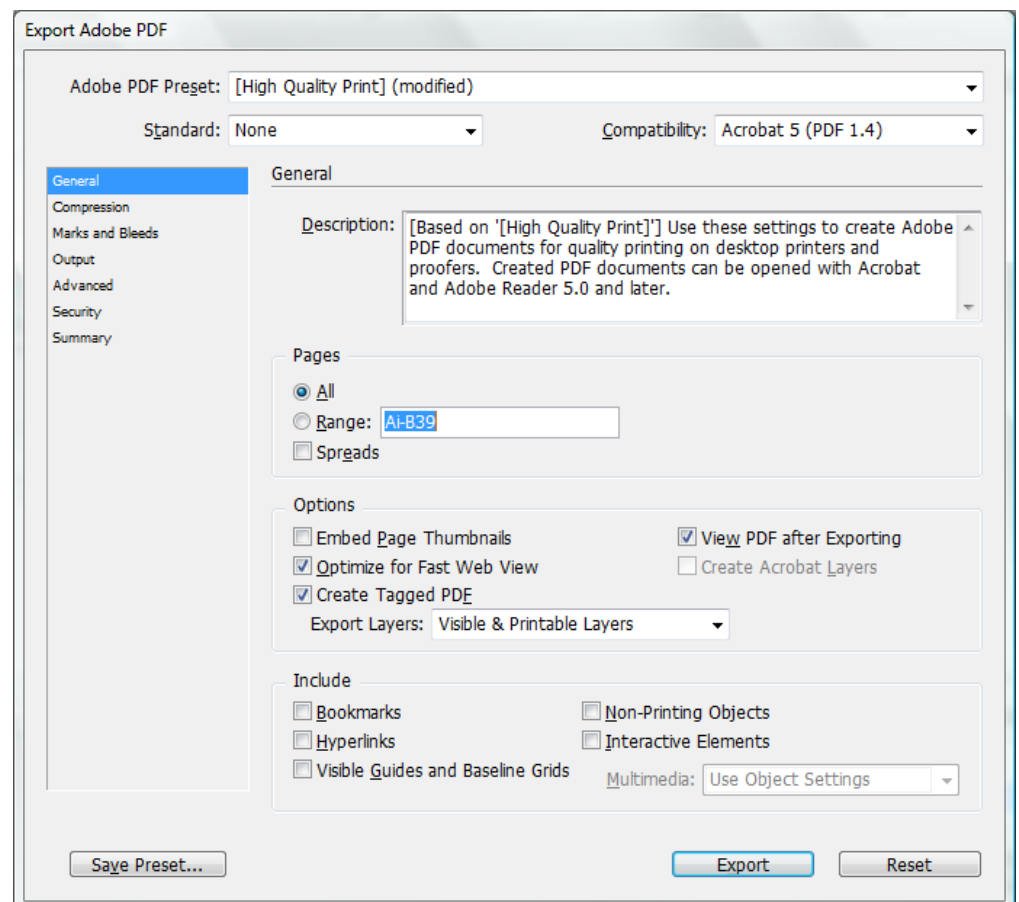 Export Adobe PDF
Adobe PDF Preset: [High Quality Print] (modified)
Standard: None Compatibility: Acrobat 5 (PDF 1.4)
General
Compression
Marks and Bleeds
Output
Advanced
Security
Summary
General
Description: [Based on '[High Quality Print]'] Use these settings to create Adobe
PDF documents for quality printing on desktop printers and
proofers. Created PDF documents can be opened with Acrobat
and Adobe Reader 5.0 and later.
Pages
All
Range: Ai-B39
Spreads
Options
Embed Page Thumbnails View PDF after Exporting
Optimize for Fast Web View Create Acrobat Layers
Create Tagged PDF
Export Layers: Visible & Printable Layers
Include
Bookmarks Non-Printing Objects
Hyperlinks Interactive Elements
Visible Guides and Baseline Grids Multimedia: Use Object Settings
Save Preset... Export Reset